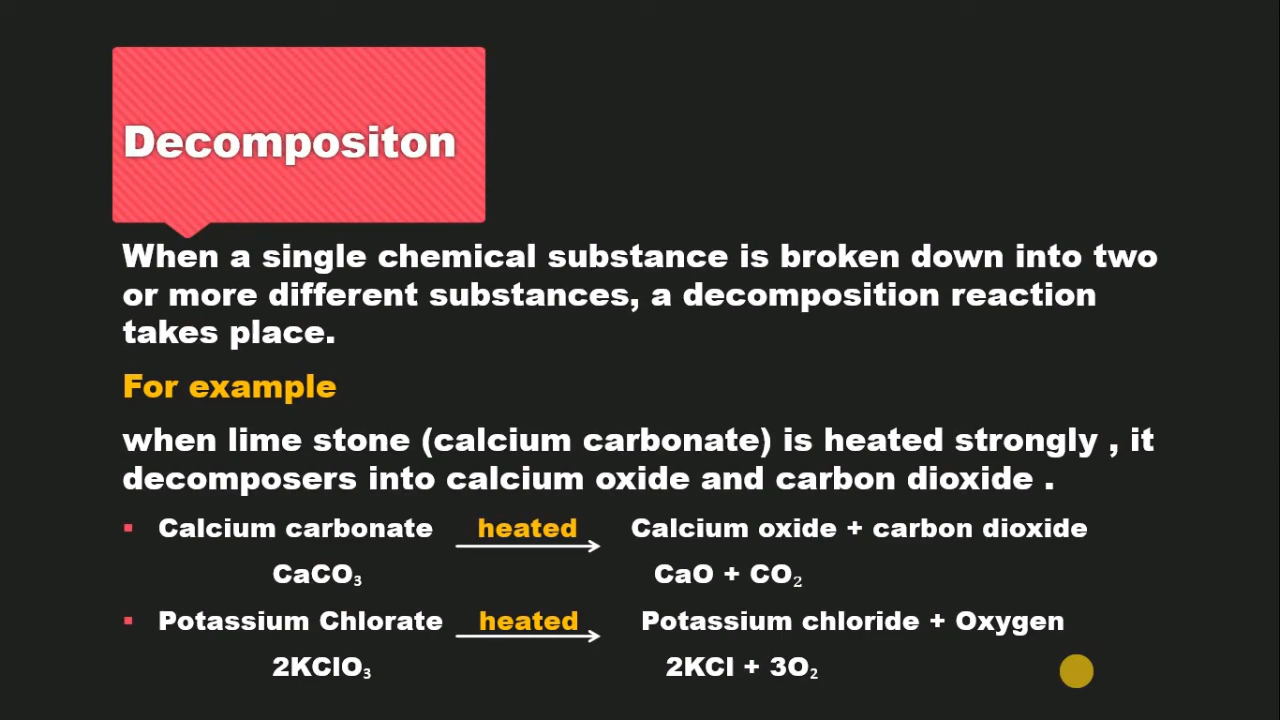 Decompositon
When a single chemical substance is broken down into two
or more different substances, a decomposition reaction
takes place.
For example
when lime stone (calcium carbonate) is heated strongly , it
decomposers into calcium oxide and carbon dioxide .
▪ Calcium carbonate heated Calcium oxide + carbon dioxide
CaCO₃ CaO + CO₂
▪ Potassium Chlorate heated Potassium chloride + Oxygen
2KClO₃ 2KCl + 3O₂